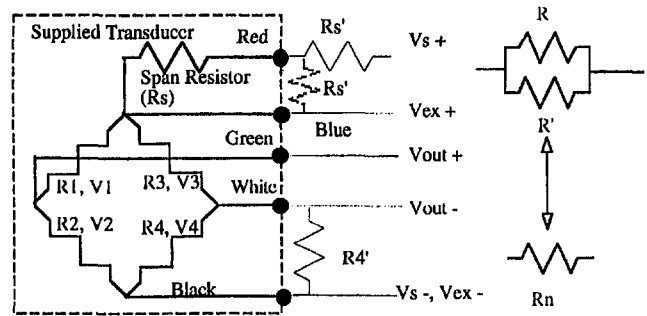 Supplied Transducer
Red
Rs'
Vs +
R
Span Resistor
(Rs)
Rs'
Vex +
Blue
R'
Green
Vout +
R1, V1
R3, V3
White
Vout -
R2, V2
R4, V4
R4'
Black
Vs -, Vex -
Rn